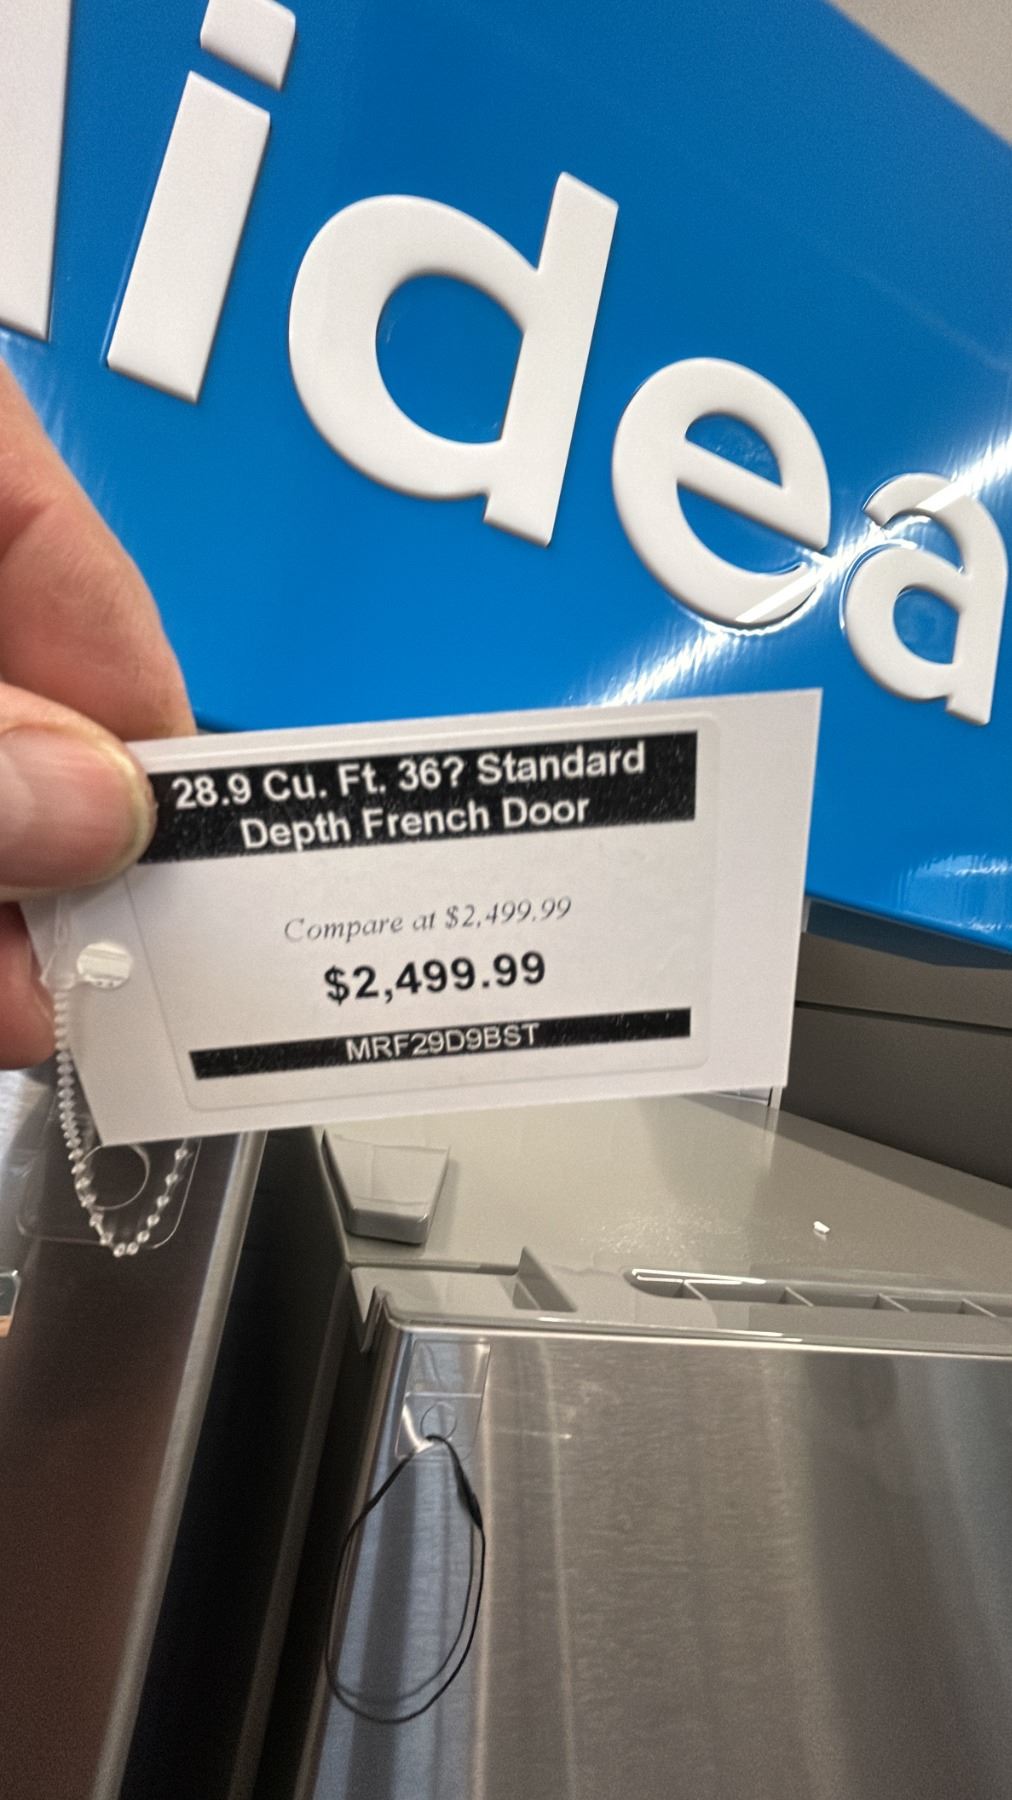 idea
28.9 Cu. Ft. 36? Standard
Depth French Door
Compare at $2,499.99
$2,499.99
MRF29D9BST